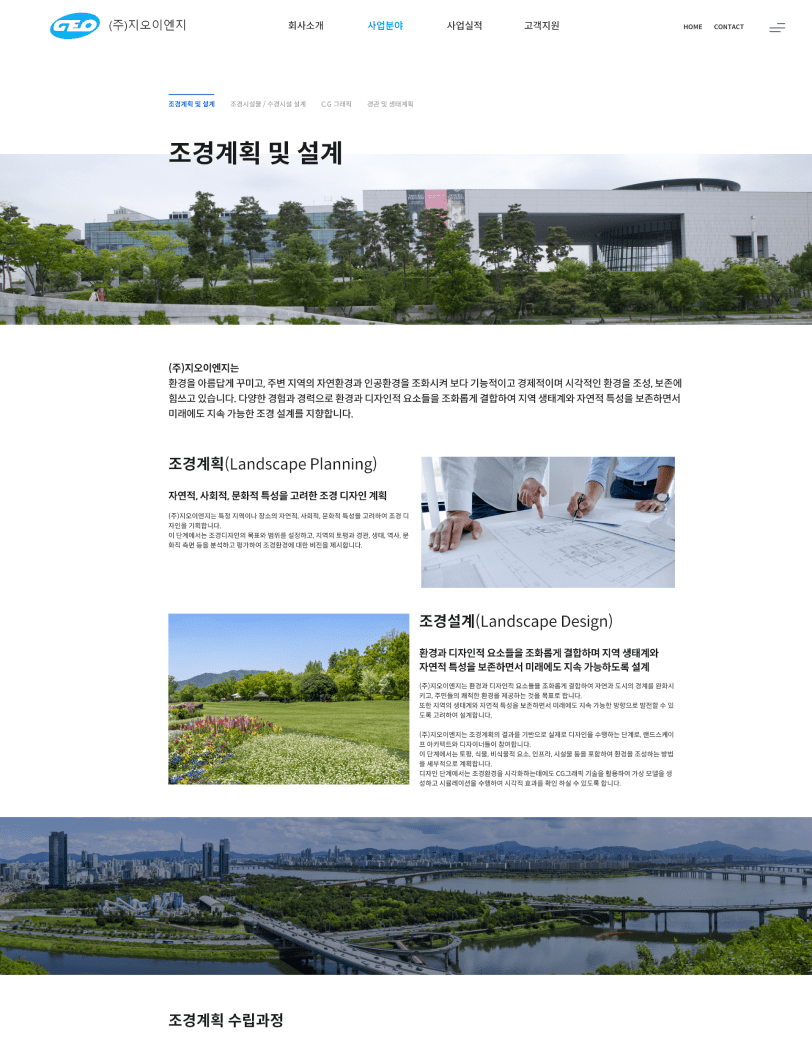 GEO (주)지오이엔지
회사소개 사업분야 사업실적 고객지원
HOME CONTACT
조경계획 및 설계 조경시설물 / 수경시설 설계 C.G 그래픽 경관 및 생태계획
조경계획 및 설계
(주)지오이엔지는
환경을 아름답게 꾸미고, 주변 지역의 자연환경과 인공환경을 조화시켜 보다 기능적이고 경제적이며 시각적인 환경을 조성, 보존에
힘쓰고 있습니다. 다양한 경험과 경력으로 환경과 디자인적 요소들을 조화롭게 결합하여 지역 생태계와 자연적 특성을 보존하면서
미래에도 지속 가능한 조경 설계를 지향합니다.
조경계획(Landscape Planning)
자연적, 사회적, 문화적 특성을 고려한 조경 디자인 계획
(주)지오이엔지는 특정 지역이나 장소의 자연적, 사회적, 문화적 특성을 고려하여 조경 디
자인을 기획합니다.
이 단계에서는 조경디자인의 목표와 범위를 설정하고, 지역의 토평과 경관, 생태, 역사, 문
화적 측면 등을 분석하고 평가하여 조경환경에 대한 비전을 제시합니다.
조경설계(Landscape Design)
환경과 디자인적 요소들을 조화롭게 결합하며 지역 생태계와
자연적 특성을 보존하면서 미래에도 지속 가능하도록 설계
(주)지오이엔지는 환경과 디자인적 요소들을 조화롭게 결합하여 자연과 도시의 경계를 완화시
키고, 주민들의 쾌적한 환경을 제공하는 것을 목표로 합니다.
또한 지역의 생태계와 자연적 특성을 보존하면서 미래에도 지속 가능한 방향으로 발전할 수 있
도록 고려하여 설계합니다.
(주)지오이엔지는 조경계획의 결과를 기반으로 실제로 디자인을 수행하는 단계로, 랜드스케이
프 아키텍트와 디자이너들이 참여합니다.
이 단계에서는 토평, 식물, 비식물적 요소, 인프라, 시설물 등을 포함하여 환경을 조성하는 방법
을 세부적으로 계획합니다.
디자인 단계에서는 조경환경을 시각화하는데에도 CG그래픽 기술을 활용하여 가상 모델을 생
성하고 시뮬레이션을 수행하여 시각적 효과를 확인 하실 수 있도록 합니다.
조경계획 수립과정